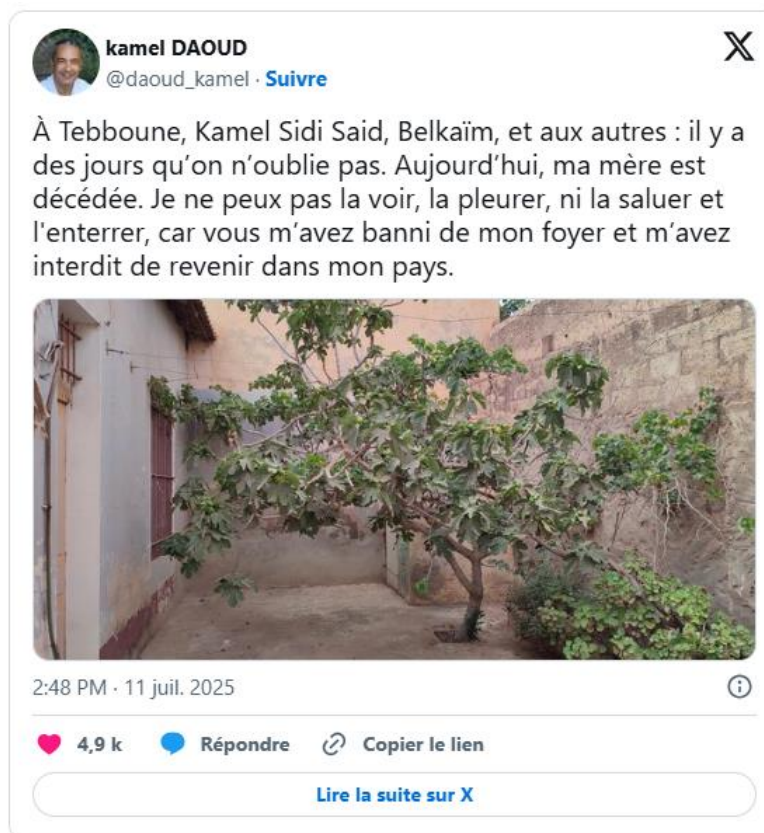 kamel DAOUD
@daoud_kamel · Suivre
À Tebboune, Kamel Sidi Said, Belkaïm, et aux autres : il y a
des jours qu’on n’oublie pas. Aujourd’hui, ma mère est
décédée. Je ne peux pas la voir, la pleurer, ni la saluer et
l'enterrer, car vous m’avez banni de mon foyer et m’avez
interdit de revenir dans mon pays.
2:48 PM · 11 juil. 2025
4,9 k Répondre Copier le lien
Lire la suite sur X